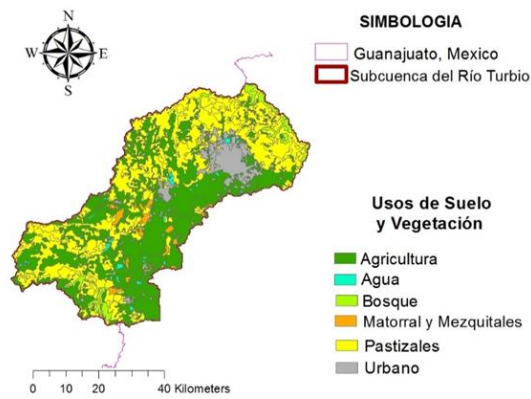 N
W E
S
SIMBOLOGIA
Guanajuato, Mexico
Subcuenca del Río Turbio
Usos de Suelo
y Vegetación
Agricultura
Agua
Bosque
Matorral y Mezquitales
Pastizales
Urbano
0 10 20 40 Kilometers